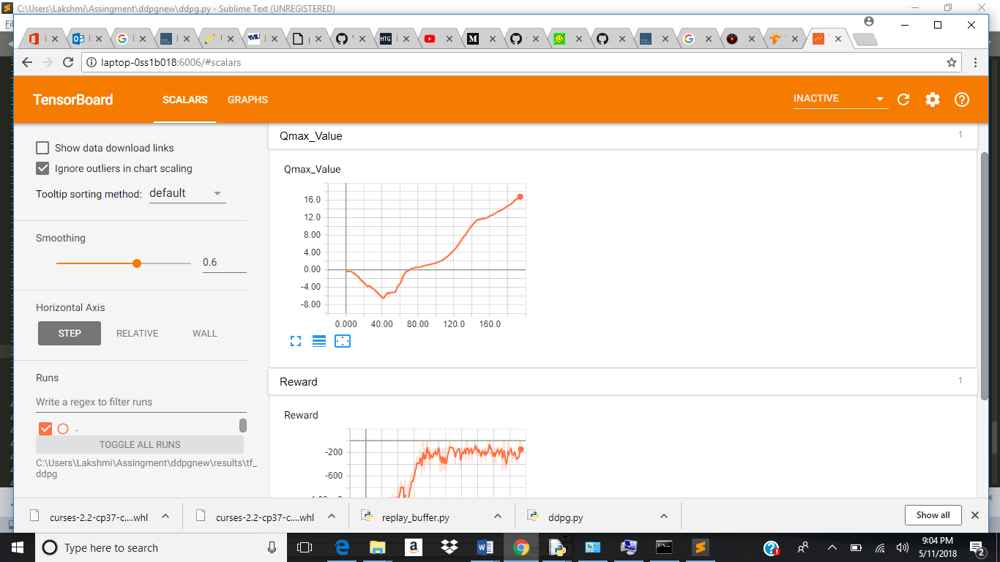 C:\Users\Lakshmi\Assingment\ddpgnew\ddpg.py - Sublime Text (UNREGISTERED)
laptop-0ss1b018:6006/#scalars
TensorBoard
SCALARS
GRAPHS
INACTIVE
Show data download links
Ignore outliers in chart scaling
Tooltip sorting method: default
Smoothing
0.6
Horizontal Axis
STEP
RELATIVE
WALL
Runs
Write a regex to filter runs
.
TOGGLE ALL RUNS
C:\Users\Lakshmi\Assingment\ddpgnew\results\tf_
ddpg
Qmax_Value
1
Qmax_Value
16.0
12.0
8.00
4.00
0.00
-4.00
-8.00
0.000 40.00 80.00 120.0 160.0
Reward
1
Reward
-200
-600
curses-2.2-cp37-c....whl
curses-2.2-cp37-c....whl
replay_buffer.py
ddpg.py
Show all
Type here to search
9:04 PM
5/11/2018
2